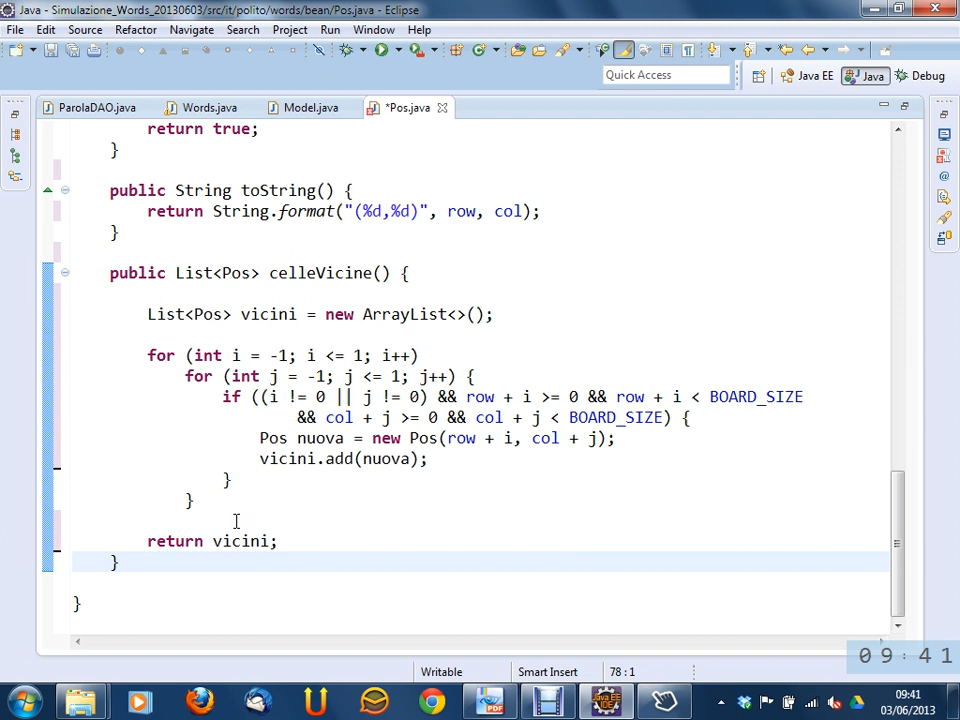 Java - Simulazione_Words_20130603/src/it/polito/words/bean/Pos.java - Eclipse
File Edit Source Refactor Navigate Search Project Run Window Help
Quick Access
Java EE Java Debug
ParolaDAO.java Words.java Model.java *Pos.java
return true;
}
public String toString() {
return String.format("(%d,%d)", row, col);
}
public List<Pos> celleVicine() {
List<Pos> vicini = new ArrayList<>();
for (int i = -1; i <= 1; i++)
for (int j = -1; j <= 1; j++) {
if ((i != 0 || j != 0) && row + i >= 0 && row + i < BOARD_SIZE
&& col + j >= 0 && col + j < BOARD_SIZE) {
Pos nuova = new Pos(row + i, col + j);
vicini.add(nuova);
}
}
return vicini;
}
}
09:41
Writable Smart Insert 78 : 1
PDF
Java EE IDE
09:41
03/06/2013